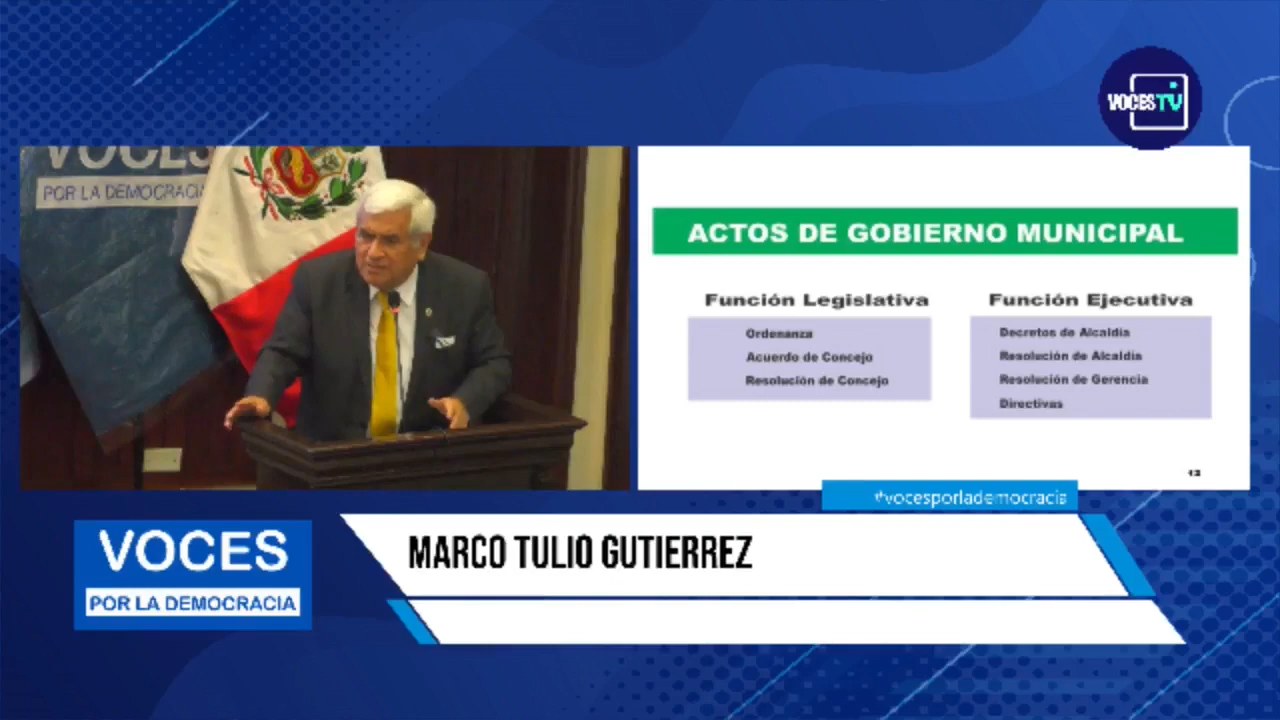 VOCES TV
VOCES
POR LA DEMOCRACIA
ACTOS DE GOBIERNO MUNICIPAL
Función Legislativa
Ordenanza
Acuerdo de Concejo
Resolución de Concejo
Función Ejecutiva
Decretos de Alcaldía
Resolución de Alcaldía
Resolución de Gerencia
Directivas
12
#vocesporlademocracia
VOCES
POR LA DEMOCRACIA
MARCO TULIO GUTIERREZ